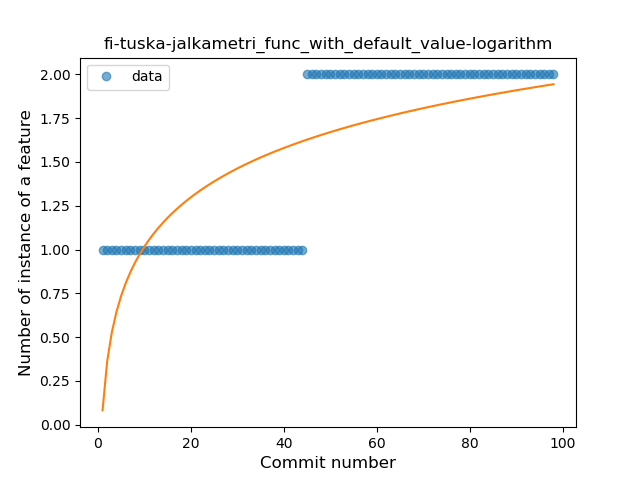 fi-tuska-jalkametri_func_with_default_value-logarithm
data
Number of instance of a feature
2.00
1.75
1.50
1.25
1.00
0.75
0.50
0.25
0.00
0 20 40 60 80 100
Commit number